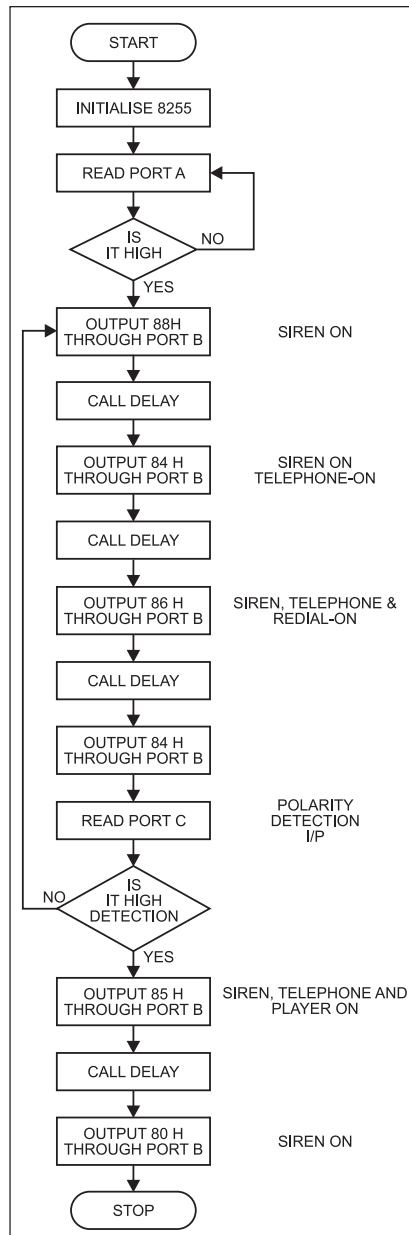 START
INITIALISE 8255
READ PORT A
IS
IT HIGH
NO
YES
OUTPUT 88H
THROUGH PORT B
SIREN ON
CALL DELAY
OUTPUT 84 H
THROUGH PORT B
SIREN ON
TELEPHONE-ON
CALL DELAY
OUTPUT 86 H
THROUGH PORT B
SIREN, TELEPHONE &
REDIAL-ON
CALL DELAY
OUTPUT 84 H
THROUGH PORT B
READ PORT C
POLARITY
DETECTION
I/P
NO
IS
IT HIGH
DETECTION
YES
OUTPUT 85 H
THROUGH PORT B
SIREN, TELEPHONE AND
PLAYER ON
CALL DELAY
OUTPUT 80 H
THROUGH PORT B
SIREN ON
STOP